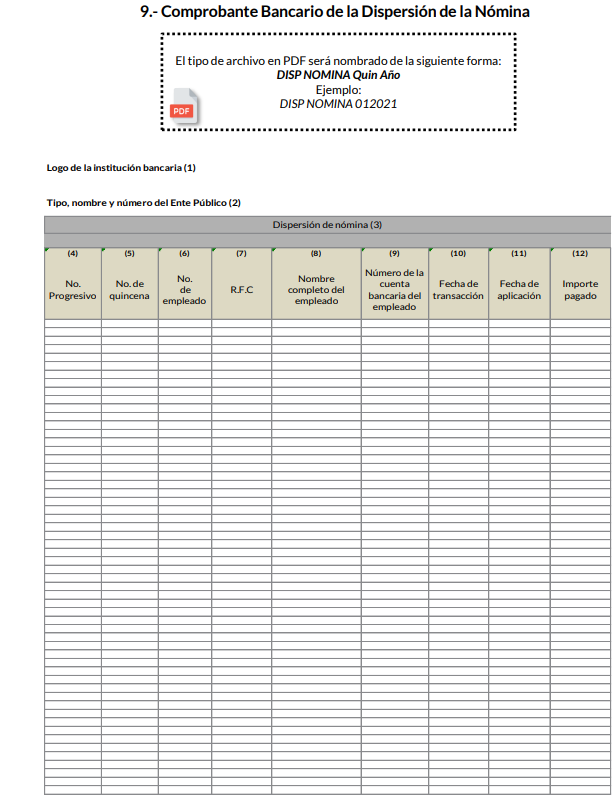 9.- Comprobante Bancario de la Dispersión de la Nómina
El tipo de archivo en PDF será nombrado de la siguiente forma:
DISP NOMINA Quin Año
Ejemplo:
DISP NOMINA 012021
PDF
Logo de la institución bancaria (1)
Tipo, nombre y número del Ente Público (2)
Dispersión de nómina (3)
(4) (5) (6) (7) (8) (9) (10) (11) (12)
No. Progresivo
No. de quincena
No. de empleado
R.F.C
Nombre completo del empleado
Número de la cuenta bancaria del empleado
Fecha de transacción
Fecha de aplicación
Importe pagado